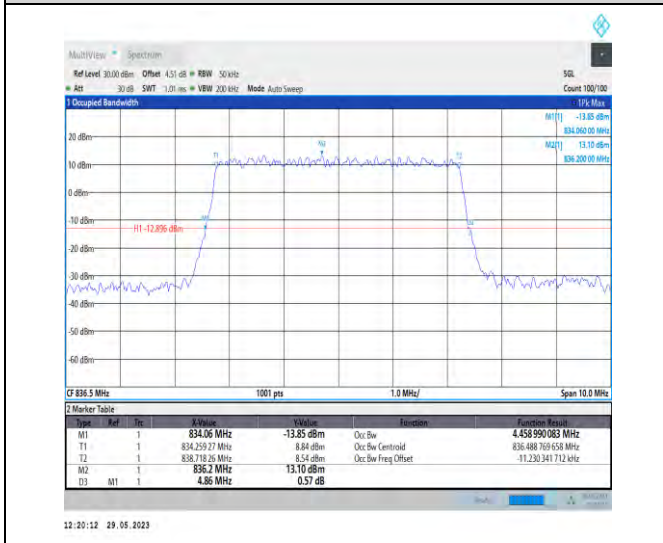 MultiView Spectrum
Ref Level 30.00 dBm Offset 4.51 dB RBW 50 kHz SGL
Att 30 dB SWT 1.01 ms VBW 200 kHz Mode Auto Sweep Count 100/100
1 Occupied Bandwidth 1Pk Max
M1[1] -13.85 dBm
834.060 00 MHz
M2[1] 13.10 dBm
836.200 00 MHz
20 dBm
M2
T1 T2
10 dBm
0 dBm
-10 dBm
H1 -12.896 dBm
-20 dBm
-30 dBm
-40 dBm
-50 dBm
-60 dBm
CF 836.5 MHz 1001 pts 1.0 MHz/ Span 10.0 MHz
2 Marker Table
Type Ref Trc X-Value Y-Value Function Function Result
M1 1 834.06 MHz -13.85 dBm Occ Bw 4.458 990 083 MHz
T1 1 834.259 27 MHz 8.84 dBm Occ Bw Centroid 836.488 769 658 MHz
T2 1 838.718 26 MHz 8.54 dBm Occ Bw Freq Offset -11.230 341 712 kHz
M2 1 836.2 MHz 13.10 dBm
D3 M1 1 4.86 MHz 0.57 dB
12:20:12 29.05.2023